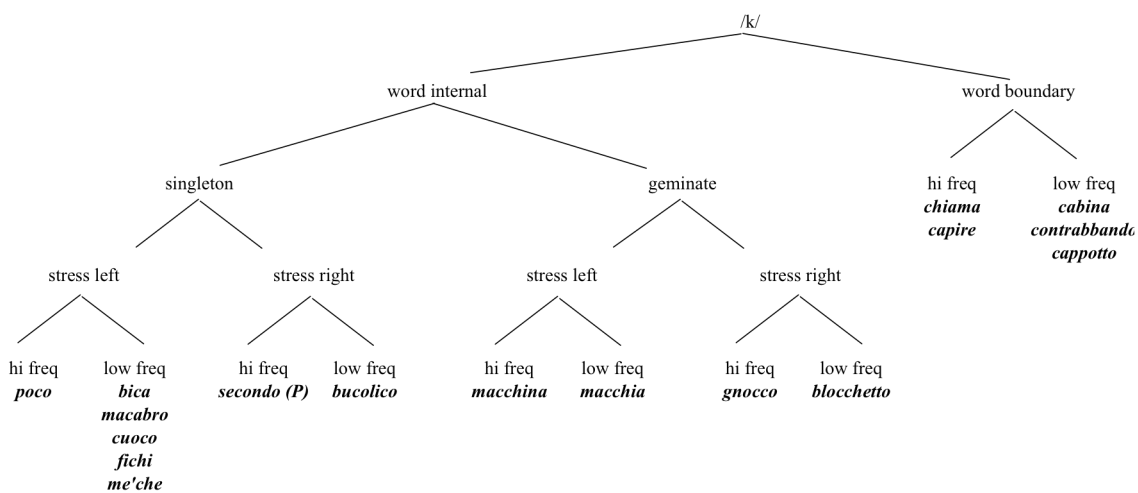 /k/
word internal
word boundary
singleton
geminate
hi freq
chiama
capire
low freq
cabina
contrabbando
cappotto
stress left
stress right
stress left
stress right
hi freq
poco
low freq
bica
macabro
cuoco
fichi
me'che
hi freq
secondo (P)
low freq
bucolico
hi freq
macchina
low freq
macchia
hi freq
gnocco
low freq
blocchetto